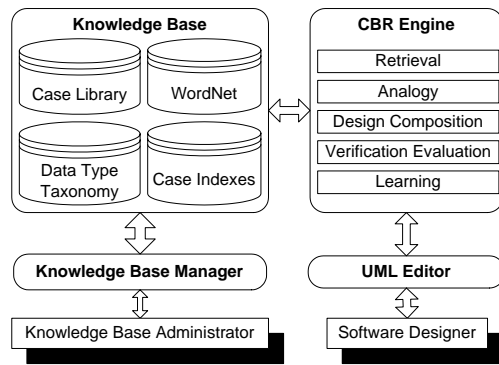 Knowledge Base
Case Library
WordNet
Data Type
Taxonomy
Case Indexes
Knowledge Base Manager
Knowledge Base Administrator
CBR Engine
Retrieval
Analogy
Design Composition
Verification Evaluation
Learning
UML Editor
Software Designer